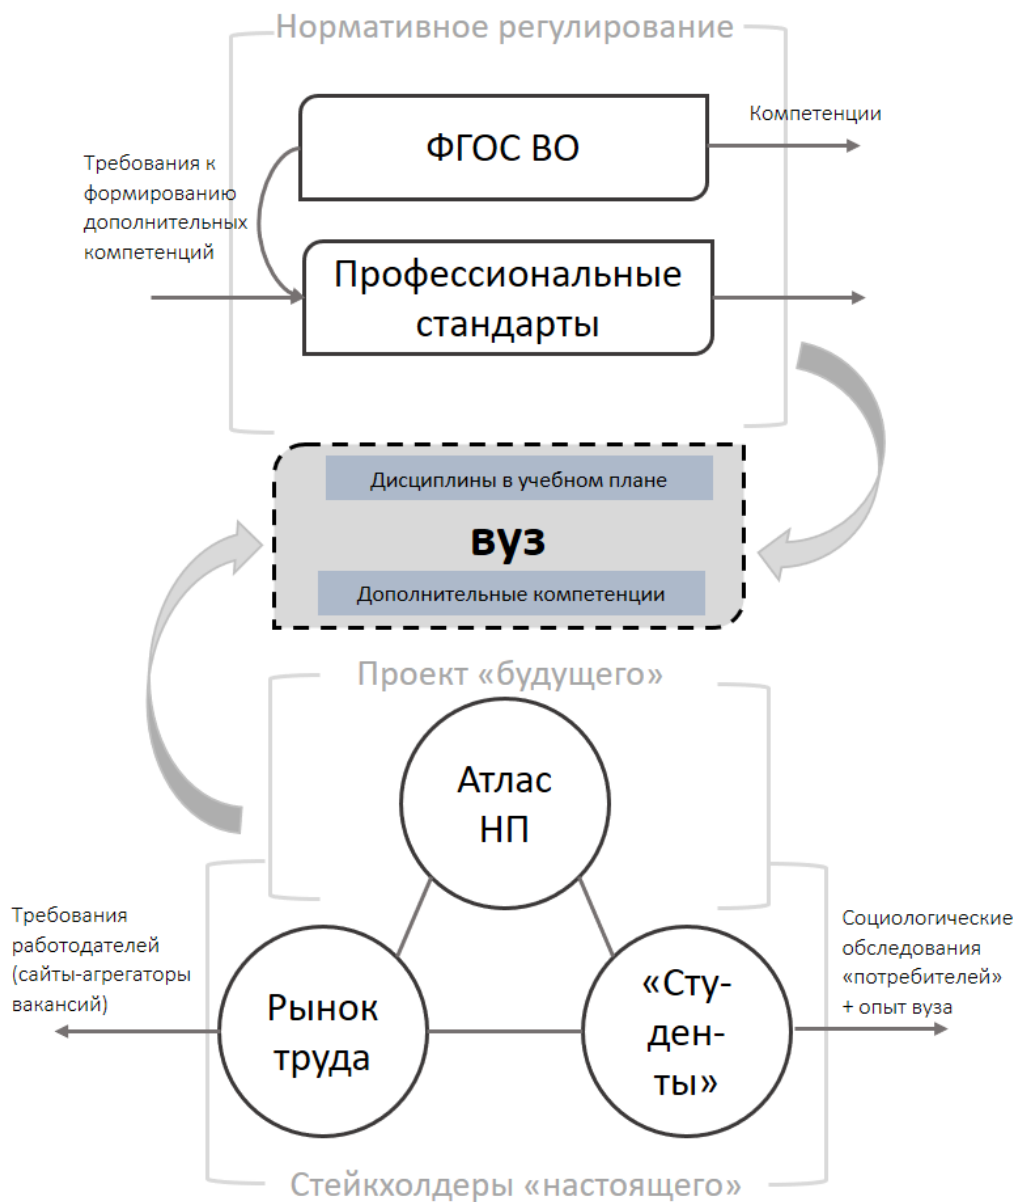 Нормативное регулирование
ФГОС ВО
Компетенции
Требования к
формированию
дополнительных
компетенций
Профессиональные
стандарты
Дисциплины в учебном плане
вуз
Дополнительные компетенции
Проект «будущего»
Атлас
НП
Требования
работодателей
(сайты-агрегаторы
вакансий)
Рынок
труда
«Сту-
ден-
ты»
Социологические
обследования
«потребителей»
+ опыт вуза
Стейкхолдеры «настоящего»